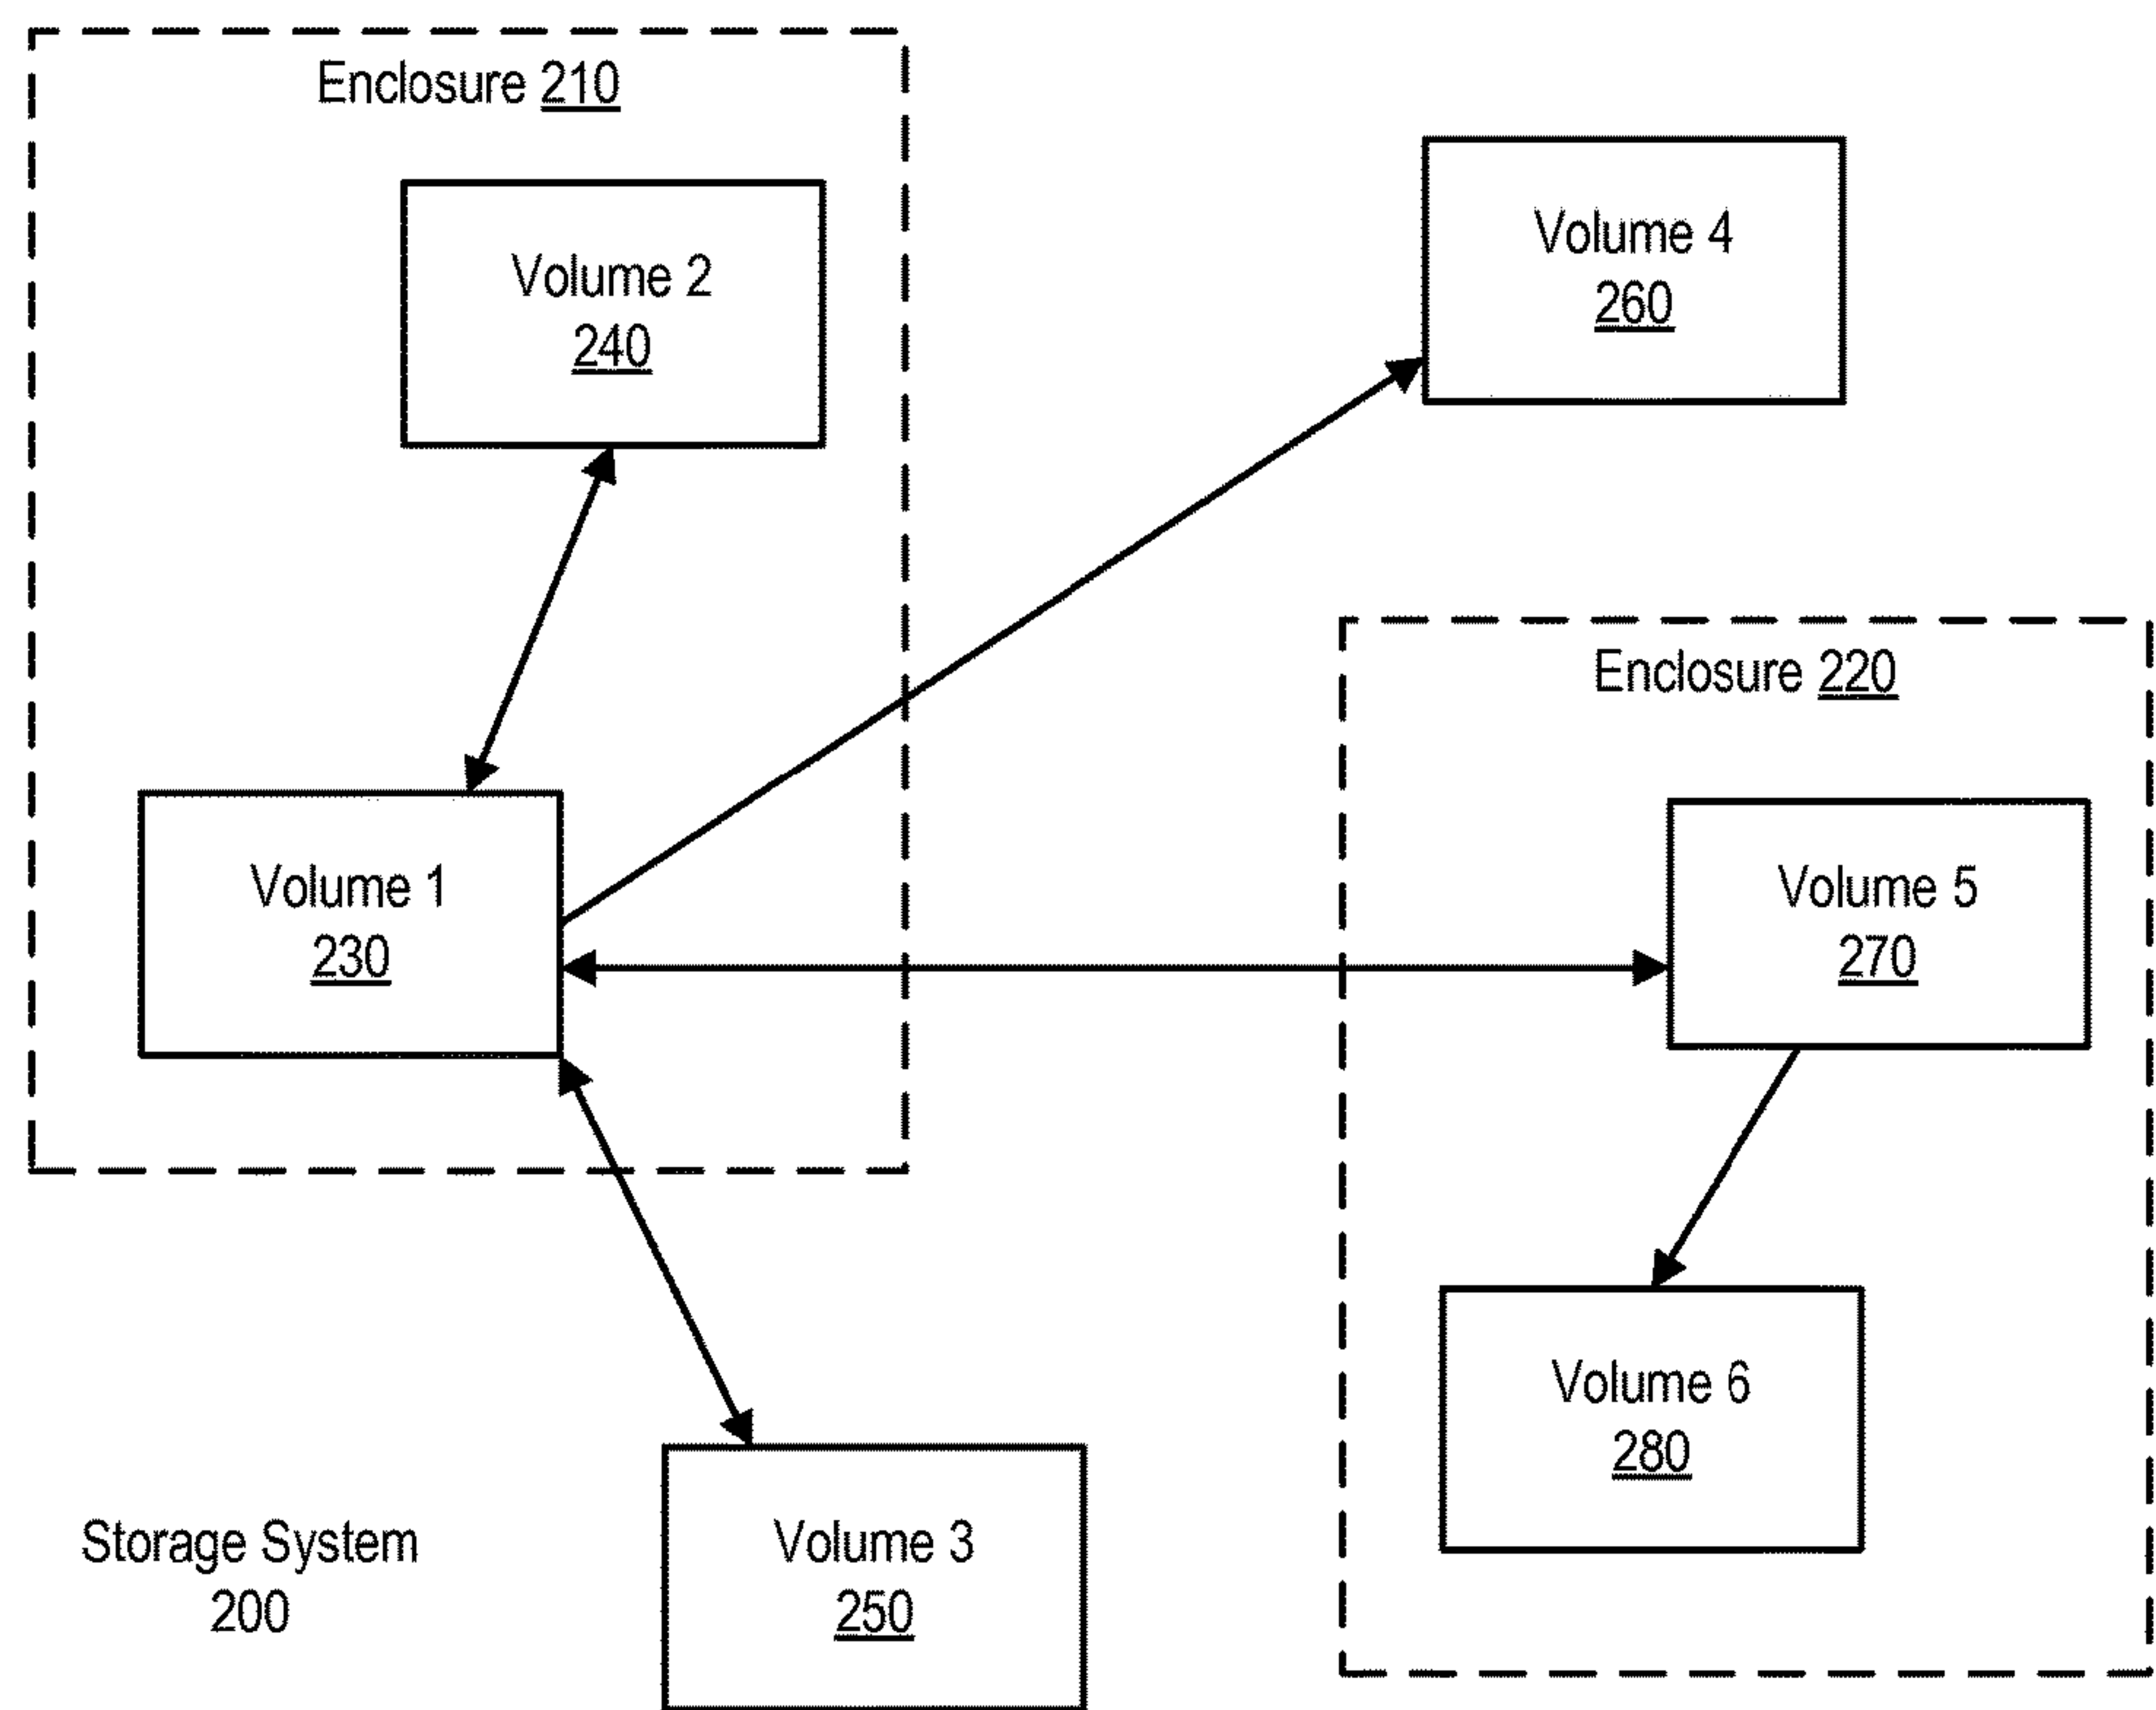 Enclosure 210
Volume 2
240
Volume 4
260
Enclosure 220
Volume 1
230
Volume 5
270
Volume 6
280
Storage System
200
Volume 3
250